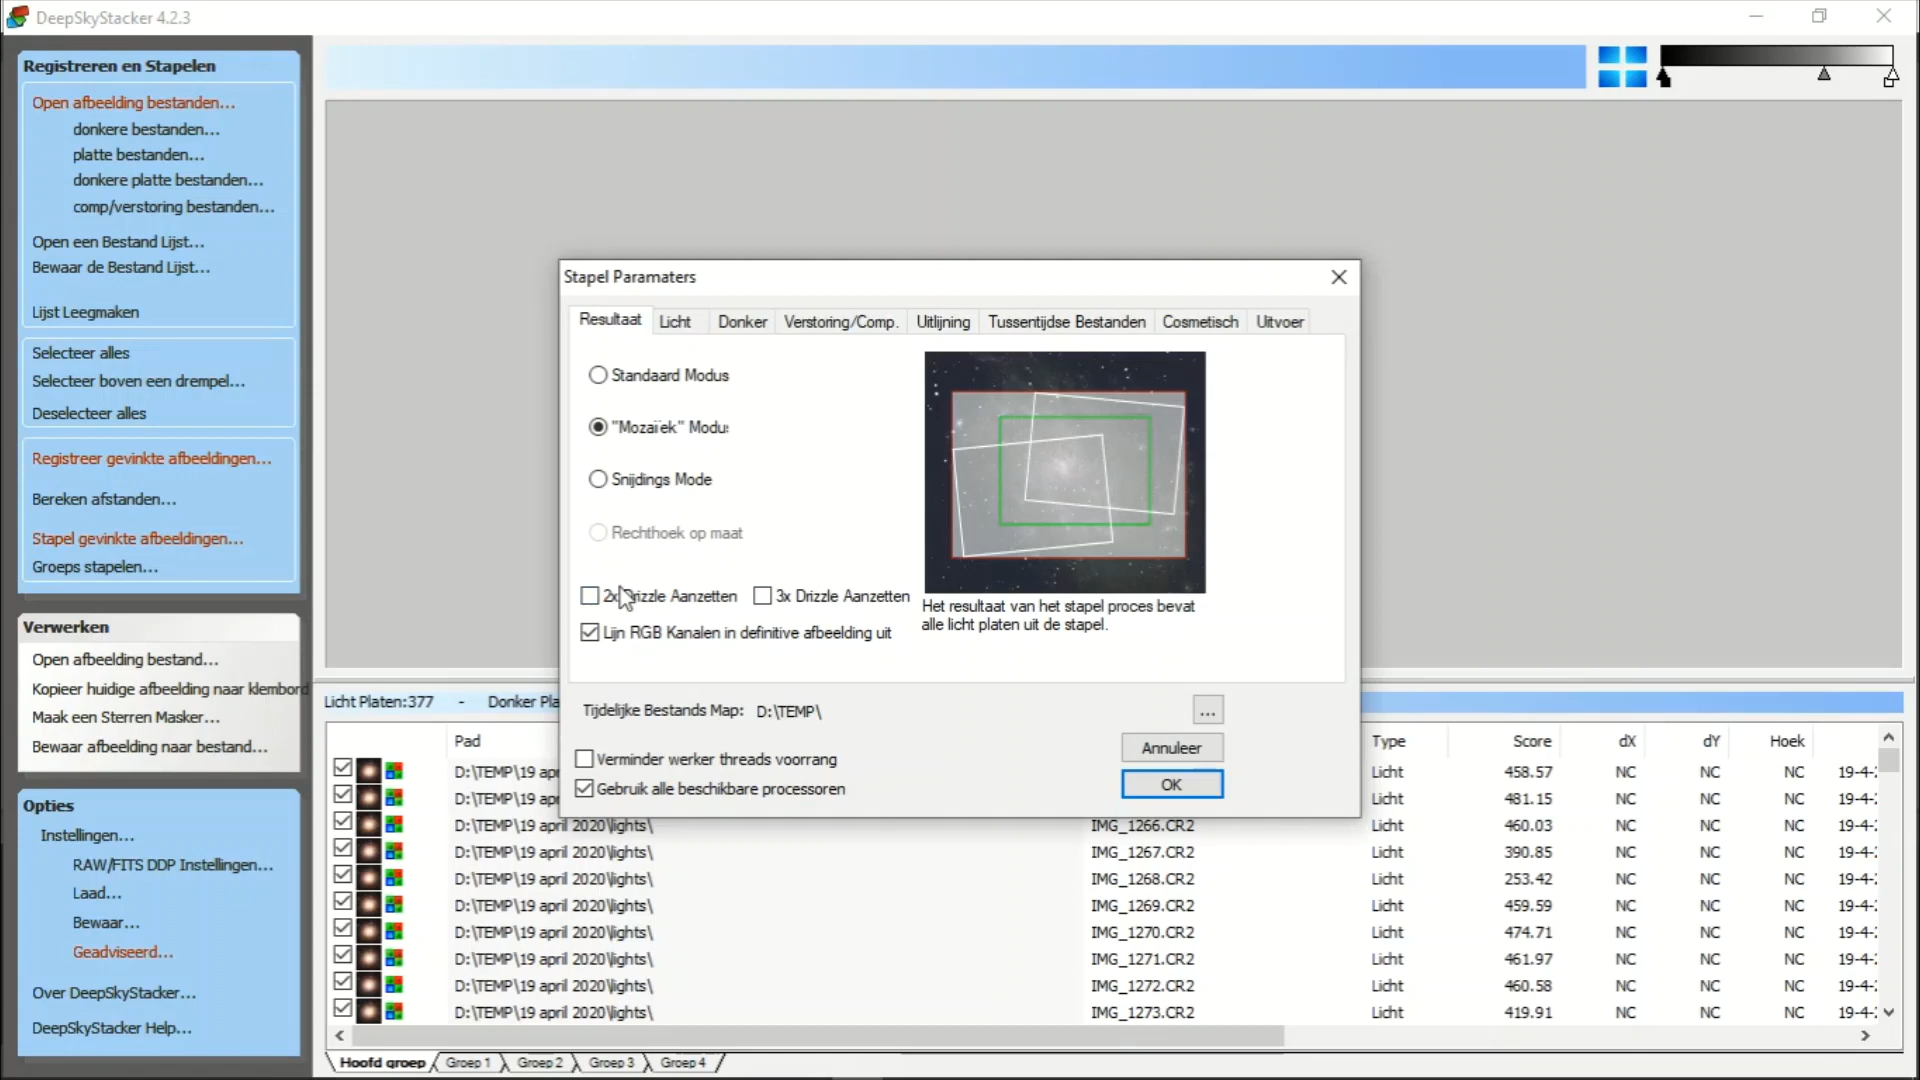 DeepSkyStacker 4.2.3
Registreren en Stapelen
Open afbeelding bestanden...
donkere bestanden...
platte bestanden...
donkere platte bestanden...
comp/verstoring bestanden...
Open een Bestand Lijst...
Bewaar de Bestand Lijst...
Lijst Leegmaken
Selecteer alles
Selecteer boven een drempel...
Deselecteer alles
Registreer gevinkte afbeeldingen...
Bereken afstanden...
Stapel gevinkte afbeeldingen...
Groeps stapelen...
Verwerken
Open afbeelding bestand...
Kopieer huidige afbeelding naar klembord
Maak een Sterren Masker...
Bewaar afbeelding naar bestand...
Opties
Instellingen...
RAW/FITS DDP Instellingen...
Laad...
Bewaar...
Geadviseerd...
Over DeepSkyStacker...
DeepSkyStacker Help...
Stapel Paramaters
Resultaat Licht Donker Verstoring/Comp. Uitlijning Tussentijdse Bestanden Cosmetisch Uitvoer
Standaard Modus
"Mozaïek" Modu
Snijdings Mode
Rechthoek op maat
2x Drizzle Aanzetten 3x Drizzle Aanzetten
Lijn RGB Kanalen in definitive afbeelding uit
Het resultaat van het stapel proces bevat
alle licht platen uit de stapel.
Tijdelijke Bestands Map: D:\TEMP\ ...
Verminder werker threads voorrang
Gebruik alle beschikbare processoren
Annuleer
OK
Licht Platen:377 - Donker Pla
Pad Type Score dX dY Hoek
D:\TEMP\19 ap Licht 458.57 NC NC NC 19-4-
D:\TEMP\19 ap Licht 481.15 NC NC NC 19-4-
D:\TEMP\19 april 2020\lights\ IMG_1266.CR2 Licht 460.03 NC NC NC 19-4-
D:\TEMP\19 april 2020\lights\ IMG_1267.CR2 Licht 390.85 NC NC NC 19-4-
D:\TEMP\19 april 2020\lights\ IMG_1268.CR2 Licht 253.42 NC NC NC 19-4-
D:\TEMP\19 april 2020\lights\ IMG_1269.CR2 Licht 459.59 NC NC NC 19-4-
D:\TEMP\19 april 2020\lights\ IMG_1270.CR2 Licht 474.71 NC NC NC 19-4-
D:\TEMP\19 april 2020\lights\ IMG_1271.CR2 Licht 461.97 NC NC NC 19-4-
D:\TEMP\19 april 2020\lights\ IMG_1272.CR2 Licht 460.58 NC NC NC 19-4-
D:\TEMP\19 april 2020\lights\ IMG_1273.CR2 Licht 419.91 NC NC NC 19-4-
Hoofd groep Groep 1 Groep 2 Groep 3 Groep 4